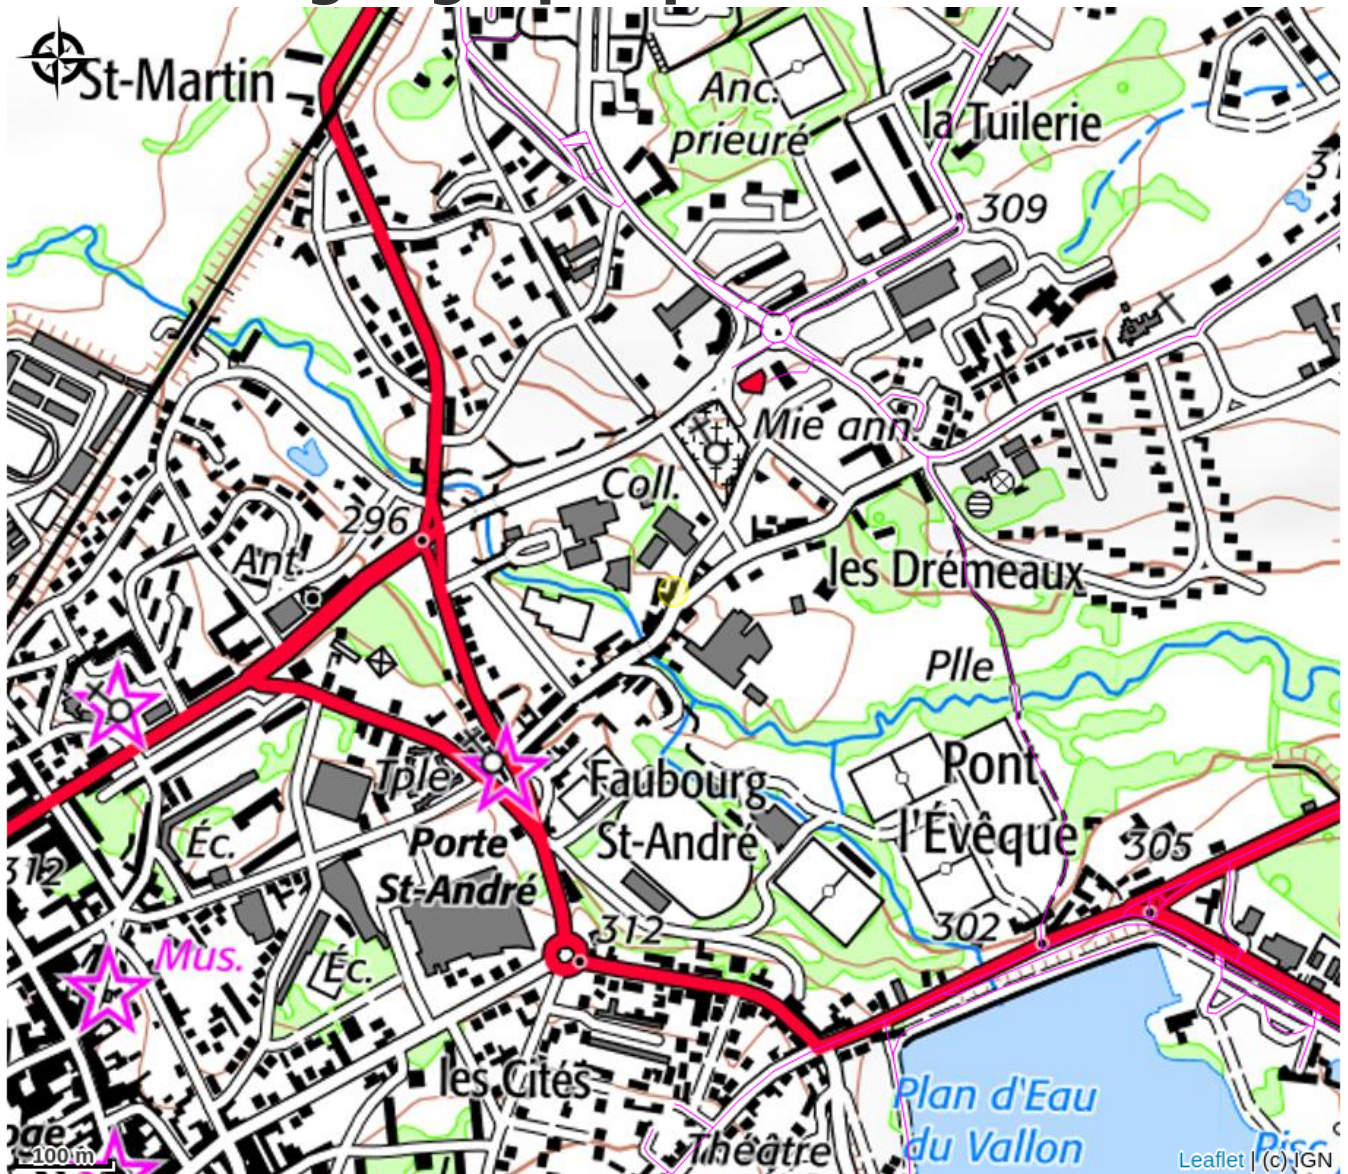 St-Martin
Anc.
prieuré
la Tuilerie
309
31
Mie ann.
Coll.
296
Ant.
les Drémeaux
Plle
Pont
l'Évêque
Tple
Faubourg
St-André
Porte
St-André
Éc.
312
305
Mus.
312
302
Éc.
les Cités
Plan d'Eau
du Vallon
Théâtre
Pisc
100 m
Leaflet | (c) IGN